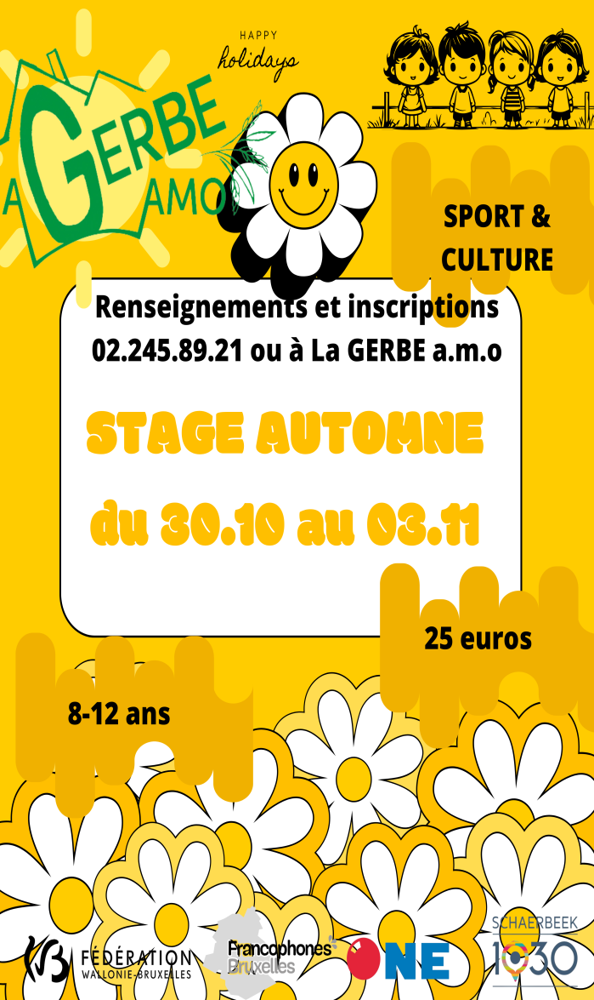 HAPPY
holidays
GERBE
A
AMO
SPORT &
CULTURE
Renseignements et inscriptions
02.245.89.21 ou à La GERBE a.m.o
STAGE AUTOMNE
du 30.10 au 03.11
25 euros
8-12 ans
FÉDÉRATION
WALLONIE-BRUXELLES
Francophones
Bruxelles
ONE
SCHAERBEEK
1030